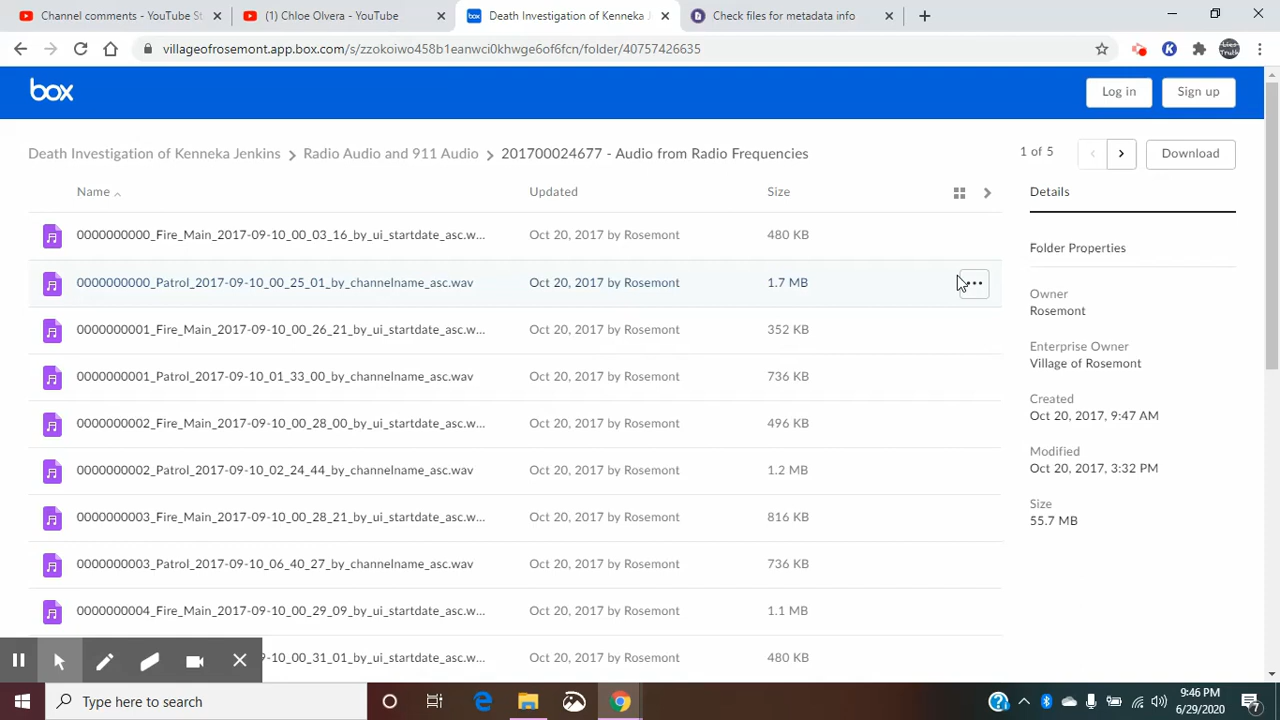 Channel comments - YouTube S
(1) Chloe Olvera - YouTube
Death Investigation of Kenneka J
Check files for metadata info
villageofrosemont.app.box.com/s/zzokoiwo458b1eanwci0khwge6of6fcn/folder/40757426635
box
Log in
Sign up
Death Investigation of Kenneka Jenkins > Radio Audio and 911 Audio > 201700024677 - Audio from Radio Frequencies
1 of 5
Download
Name
Updated
Size
Details
0000000000_Fire_Main_2017-09-10_00_03_16_by_ui_startdate_asc.w... Oct 20, 2017 by Rosemont 480 KB
0000000000_Patrol_2017-09-10_00_25_01_by_channelname_asc.wav Oct 20, 2017 by Rosemont 1.7 MB
0000000001_Fire_Main_2017-09-10_00_26_21_by_ui_startdate_asc.w... Oct 20, 2017 by Rosemont 352 KB
0000000001_Patrol_2017-09-10_01_33_00_by_channelname_asc.wav Oct 20, 2017 by Rosemont 736 KB
0000000002_Fire_Main_2017-09-10_00_28_00_by_ui_startdate_asc.w... Oct 20, 2017 by Rosemont 496 KB
0000000002_Patrol_2017-09-10_02_24_44_by_channelname_asc.wav Oct 20, 2017 by Rosemont 1.2 MB
0000000003_Fire_Main_2017-09-10_00_28_21_by_ui_startdate_asc.w... Oct 20, 2017 by Rosemont 816 KB
0000000003_Patrol_2017-09-10_06_40_27_by_channelname_asc.wav Oct 20, 2017 by Rosemont 736 KB
0000000004_Fire_Main_2017-09-10_00_29_09_by_ui_startdate_asc.w... Oct 20, 2017 by Rosemont 1.1 MB
-10_00_31_01_by_ui_startdate_asc.w... Oct 20, 2017 by Rosemont 480 KB
Folder Properties
Owner
Rosemont
Enterprise Owner
Village of Rosemont
Created
Oct 20, 2017, 9:47 AM
Modified
Oct 20, 2017, 3:32 PM
Size
55.7 MB
Type here to search
9:46 PM
6/29/2020
7